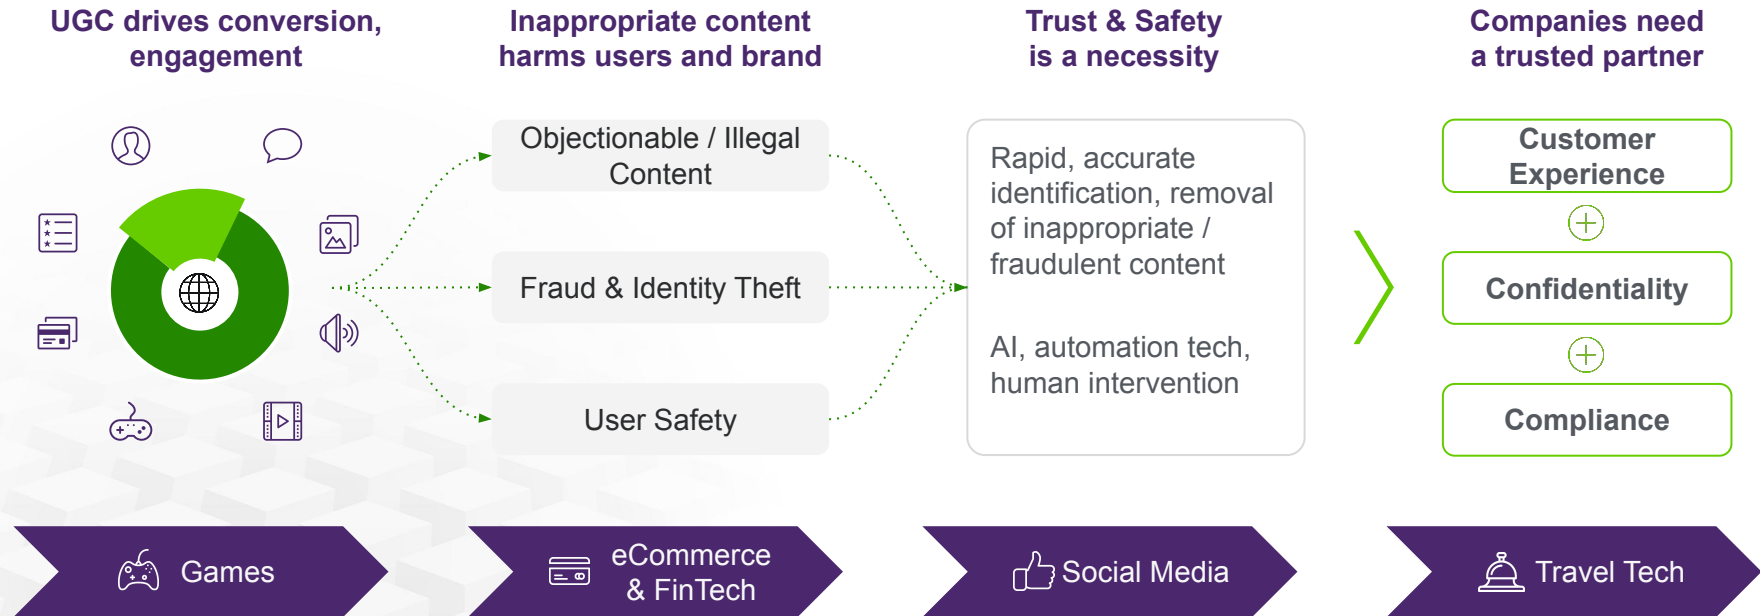 UGC drives conversion,
engagement
Inappropriate content
harms users and brand
Trust & Safety
is a necessity
Companies need
a trusted partner
Objectionable / Illegal
Content
Fraud & Identity Theft
User Safety
Rapid, accurate
identification, removal
of inappropriate /
fraudulent content
AI, automation tech,
human intervention
Customer
Experience
Confidentiality
Compliance
Games
eCommerce
& FinTech
Social Media
Travel Tech